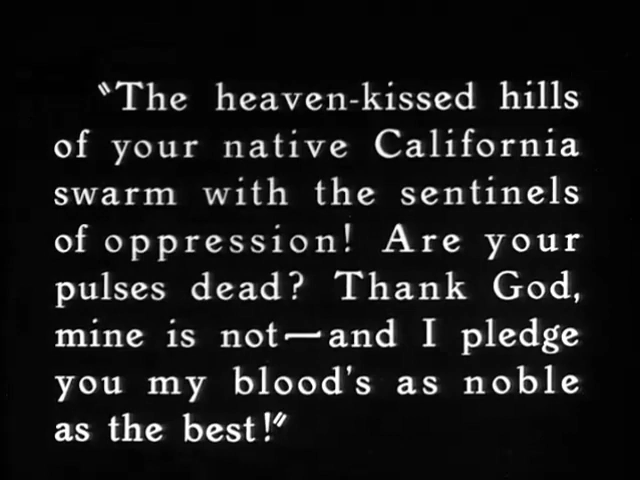 "The heaven-kissed hills
of your native California
swarm with the sentinels
of oppression! Are your
pulses dead? Thank God,
mine is not—and I pledge
you my blood's as noble
as the best!"